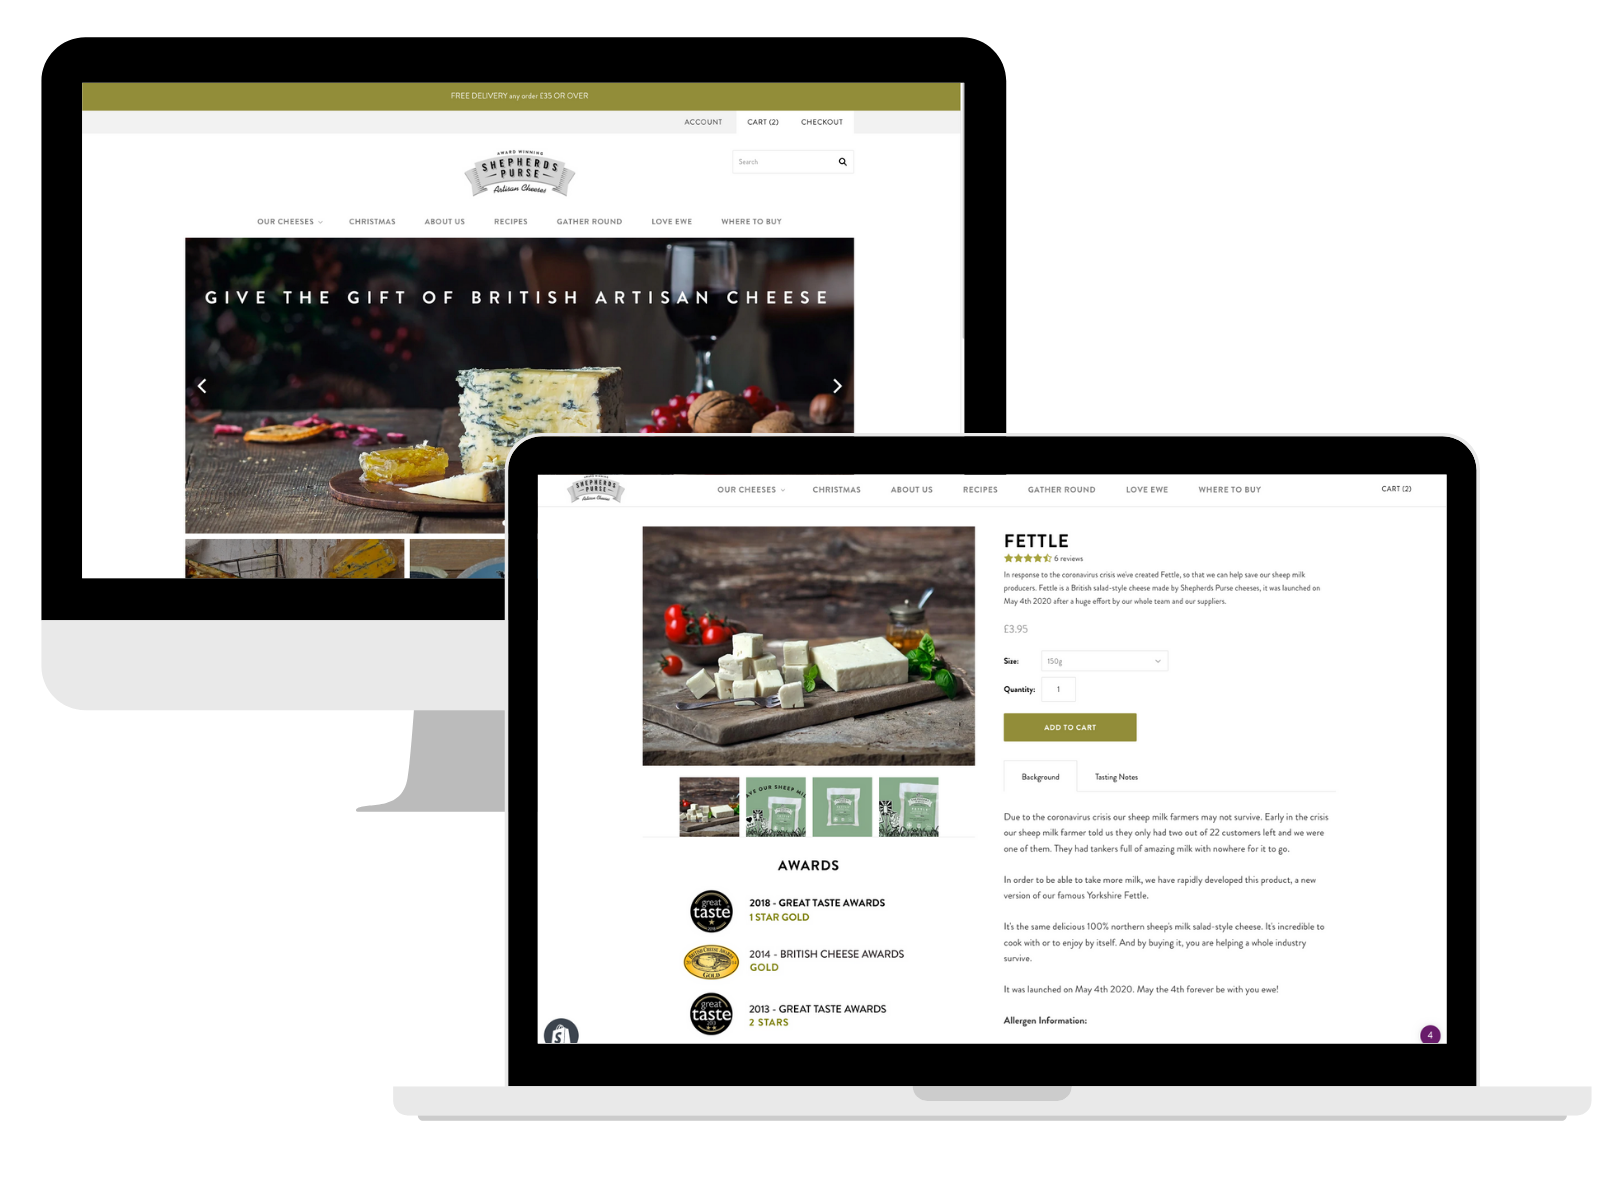 FREE DELIVERY any order £35 OR OVER
ACCOUNT CART (2) CHECKOUT
AWARD WINNING
SHEPHERDS
PURSE
Artisan Cheeses
Search
OUR CHEESES CHRISTMAS ABOUT US RECIPES GATHER ROUND LOVE EWE WHERE TO BUY
GIVE THE GIFT OF BRITISH ARTISAN CHEESE
SHEPHERDS
PURSE
Artisan Cheeses
OUR CHEESES CHRISTMAS ABOUT US RECIPES GATHER ROUND LOVE EWE WHERE TO BUY CART (2)
FETTLE
6 reviews
In response to the coronavirus crisis we've created Fettle, so that we can help save our sheep milk
producers. Fettle is a British salad-style cheese made by Shepherds Purse cheeses, it was launched on
May 4th 2020 after a huge effort by our whole team and our suppliers.
£3.95
Size: 150g
Quantity: 1
ADD TO CART
Background Tasting Notes
Due to the coronavirus crisis our sheep milk farmers may not survive. Early in the crisis
our sheep milk farmer told us they only had two out of 22 customers left and we were
one of them. They had tankers full of amazing milk with nowhere for it to go.
In order to be able to take more milk, we have rapidly developed this product, a new
version of our famous Yorkshire Fettle.
It's the same delicious 100% northern sheep's milk salad-style cheese. It's incredible to
cook with or to enjoy by itself. And by buying it, you are helping a whole industry
survive.
It was launched on May 4th 2020. May the 4th forever be with you ewe!
Allergen Information:
OUR SHEEP
AWARDS
great
taste
2018 - GREAT TASTE AWARDS
1 STAR GOLD
BRITISH CHEESE AWARDS
GOLD
2014 - BRITISH CHEESE AWARDS
GOLD
great
taste
2013
2013 - GREAT TASTE AWARDS
2 STARS
4